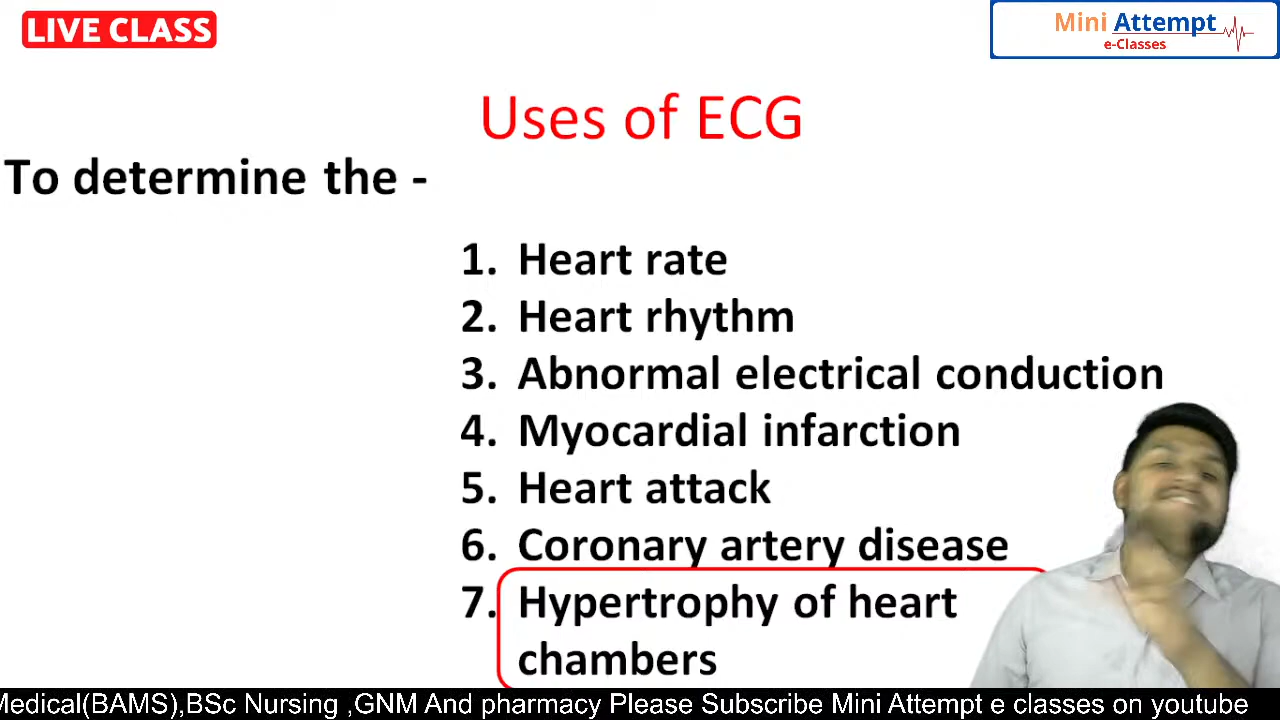 LIVE CLASS
Mini Attempt
e-Classes
Uses of ECG
To determine the -
1. Heart rate
2. Heart rhythm
3. Abnormal electrical conduction
4. Myocardial infarction
5. Heart attack
6. Coronary artery disease
7. Hypertrophy of heart
chambers
Medical(BAMS),BSc Nursing ,GNM And pharmacy Please Subscribe Mini Attempt e classes on youtube